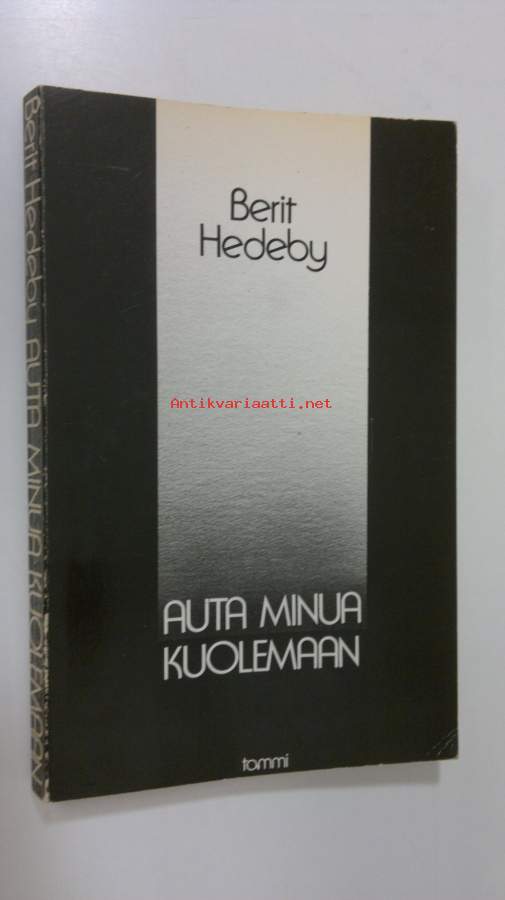 Berit
Hedeby
Antikvariaatti.net
AUTA MINUA
KUOLEMAAN
tammi
Berit Hedeby AUTA MINUA KUOLEMAAN